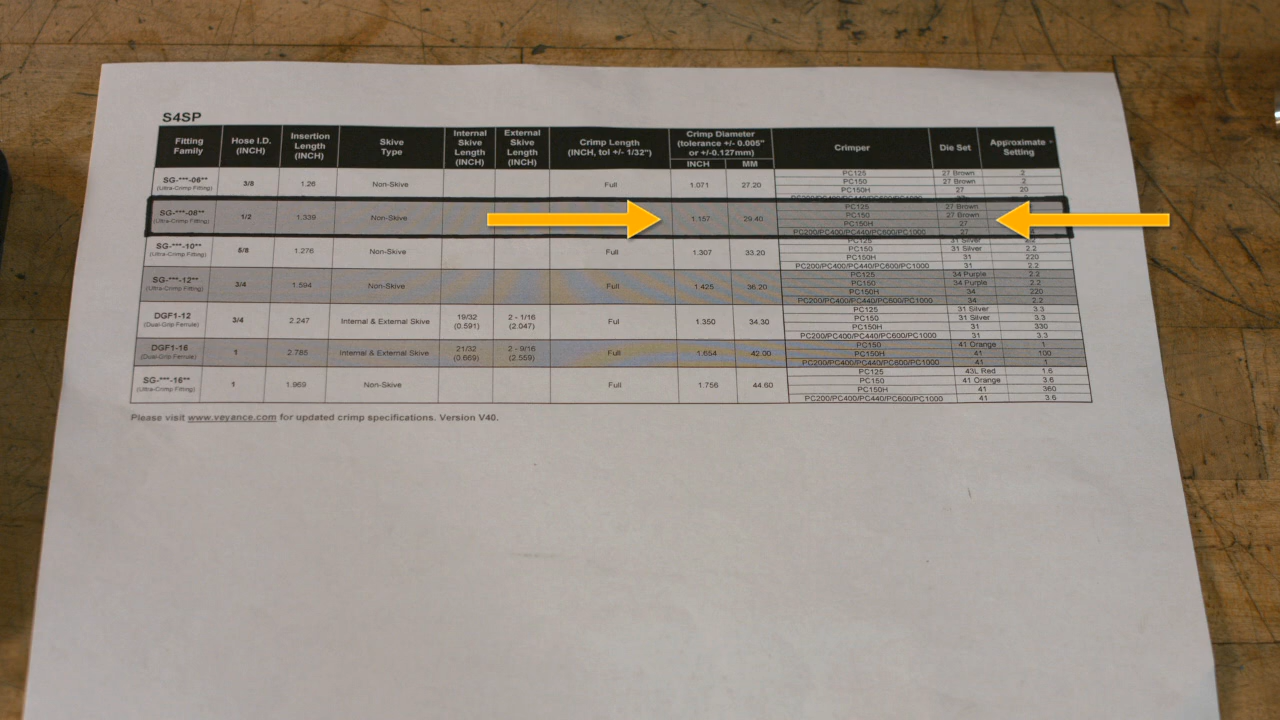 S4SP
Fitting Family Hose I.D. (INCH) Insertion Length (INCH) Skive Type Internal Skive Length (INCH) External Skive Length (INCH) Crimp Length (INCH, tol +/- 1/32") Crimp Diameter (tolerance +/- 0.005" or +/-0.127mm) INCH MM Crimper Die Set Approximate Setting
SG-***-06** (Ultra-Crimp Fitting) 3/8 1.26 Non-Skive Full 1.071 27.20
PC125 27 Brown 2
PC150 27 Brown 2
PC150H 27 20
SG-***-08** (Ultra-Crimp Fitting) 1/2 1.339 Non-Skive 1.157 29.40
PC125 27 Brown
PC150 27 Brown
PC150H 27
PC200/PC400/PC440/PC600/PC1000 27
SG-***-10** (Ultra-Crimp Fitting) 5/8 1.276 Non-Skive Full 1.307 33.20
PC125 31 Silver 2.2
PC150 31 Silver 2.2
PC150H 31 220
PC200/PC400/PC440/PC600/PC1000 31 2.2
SG-***-12** (Ultra-Crimp Fitting) 3/4 1.594 Non-Skive Full 1.425 36.20
PC125 34 Purple 2.2
PC150 34 Purple 2.2
PC150H 34 220
PC200/PC400/PC440/PC600/PC1000 34 2.2
DGF1-12 (Dual-Grip Ferrule) 3/4 2.247 Internal & External Skive 19/32 (0.591) 2 - 1/16 (2.047) Full 1.350 34.30
PC125 31 Silver 3.3
PC150 31 Silver 3.3
PC150H 31 330
PC200/PC400/PC440/PC600/PC1000 31 3.3
DGF1-16 (Dual-Grip Ferrule) 1 2.785 Internal & External Skive 21/32 (0.669) 2 - 9/16 (2.559) Full 1.654 42.00
PC150 41 Orange 1
PC150H 41 100
PC200/PC400/PC440/PC600/PC1000 41 1
SG-***-16** (Ultra-Crimp Fitting) 1 1.969 Non-Skive Full 1.756 44.60
PC125 43L Red 1.6
PC150 41 Orange 3.6
PC150H 41 360
PC200/PC400/PC440/PC600/PC1000 41 3.6
Please visit www.veyance.com for updated crimp specifications. Version V40.